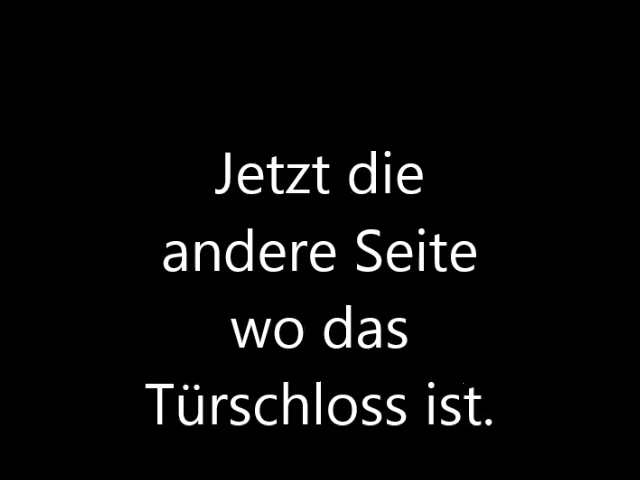 Jetzt die
andere Seite
wo das
Türschloss ist.